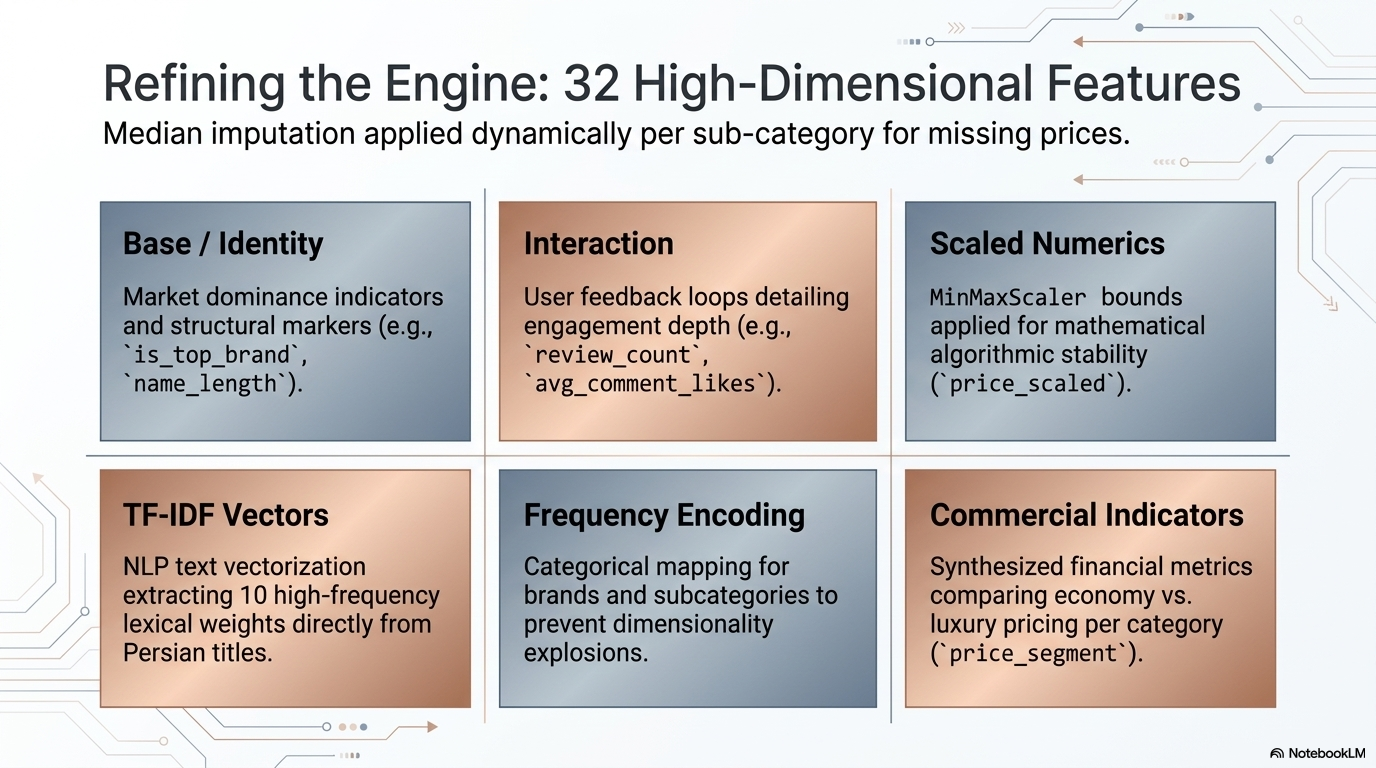 Refining the Engine: 32 High-Dimensional Features
Median imputation applied dynamically per sub-category for missing prices.
Base / Identity
Market dominance indicators
and structural markers (e.g.,
`is_top_brand`,
`name_length`).
Interaction
User feedback loops detailing
engagement depth (e.g.,
`review_count`,
`avg_comment_likes`).
Scaled Numerics
MinMaxScaler bounds
applied for mathematical
algorithmic stability
(`price_scaled`).
TF-IDF Vectors
NLP text vectorization
extracting 10 high-frequency
lexical weights directly from
Persian titles.
Frequency Encoding
Categorical mapping for
brands and subcategories to
prevent dimensionality
explosions.
Commercial Indicators
Synthesized financial metrics
comparing economy vs.
luxury pricing per category
(`price_segment`).
NotebookLM